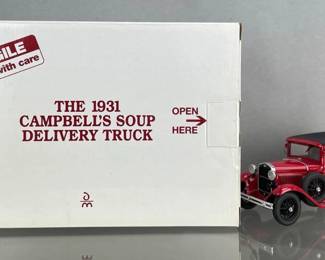 GILE
with care
THE 1931
CAMPBELL'S SOUP
DELIVERY TRUCK
OPEN
HERE